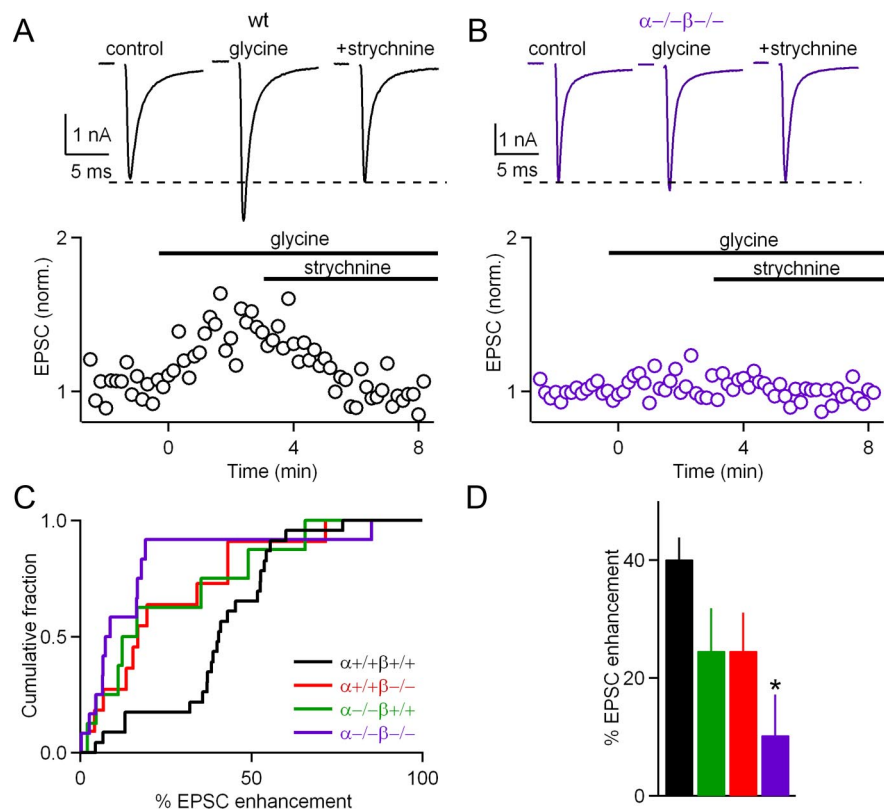 A
wt
control
glycine
+strychnine
1 nA
5 ms
2
glycine
strychnine
EPSC (norm.)
1
0
4
8
Time (min)
B
α−/−β−/−
control
glycine
+strychnine
1 nA
5 ms
2
glycine
strychnine
EPSC (norm.)
1
0
4
8
Time (min)
C
1.0
Cumulative fraction
0.5
α+/+β+/+
α+/+β−/−
α−/−β+/+
α−/−β−/−
0.0
0
50
100
% EPSC enhancement
D
40
% EPSC enhancement
20
*
0